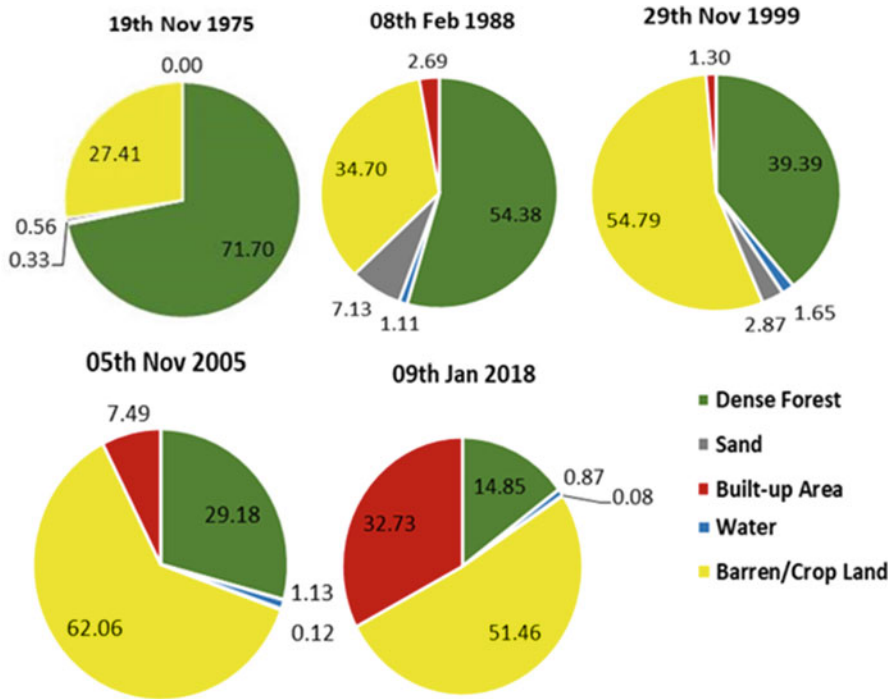 19th Nov 1975
0.00
27.41
0.56
0.33
71.70
08th Feb 1988
2.69
34.70
54.38
7.13
1.11
29th Nov 1999
1.30
39.39
54.79
1.65
2.87
05th Nov 2005
7.49
29.18
1.13
0.12
62.06
09th Jan 2018
32.73
14.85
0.87
0.08
51.46
Dense Forest
Sand
Built-up Area
Water
Barren/Crop Land